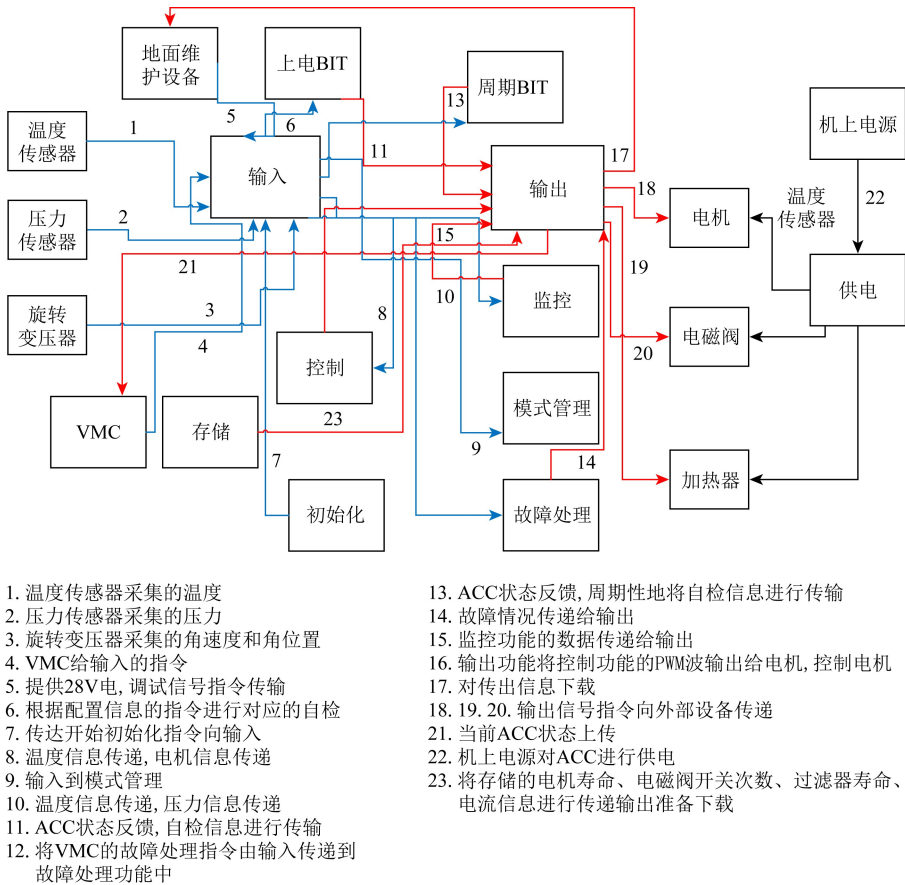 地面维
护设备
上电BIT
周期BIT
机上电源
温度
传感器
压力
传感器
旋转
变压器
输入
输出
电机
温度
传感器
供电
监控
电磁阀
控制
模式管理
VMC
存储
加热器
初始化
故障处理
1
2
3
4
5
6
7
8
9
10
11
13
14
15
17
18
19
20
21
22
23
1. 温度传感器采集的温度
2. 压力传感器采集的压力
3. 旋转变压器采集的角速度和角位置
4. VMC给输入的指令
5. 提供28V电, 调试信号指令传输
6. 根据配置信息的指令进行对应的自检
7. 传达开始初始化指令向输入
8. 温度信息传递, 电机信息传递
9. 输入到模式管理
10. 温度信息传递, 压力信息传递
11. ACC状态反馈, 自检信息进行传输
12. 将VMC的故障处理指令由输入传递到
故障处理功能中
13. ACC状态反馈, 周期性地将自检信息进行传输
14. 故障情况传递给输出
15. 监控功能的数据传递给输出
16. 输出功能将控制功能的PWM波输出给电机, 控制电机
17. 对传出信息下载
18. 19. 20. 输出信号指令向外部设备传递
21. 当前ACC状态上传
22. 机上电源对ACC进行供电
23. 将存储的电机寿命、电磁阀开关次数、过滤器寿命、
电流信息进行传递输出准备下载